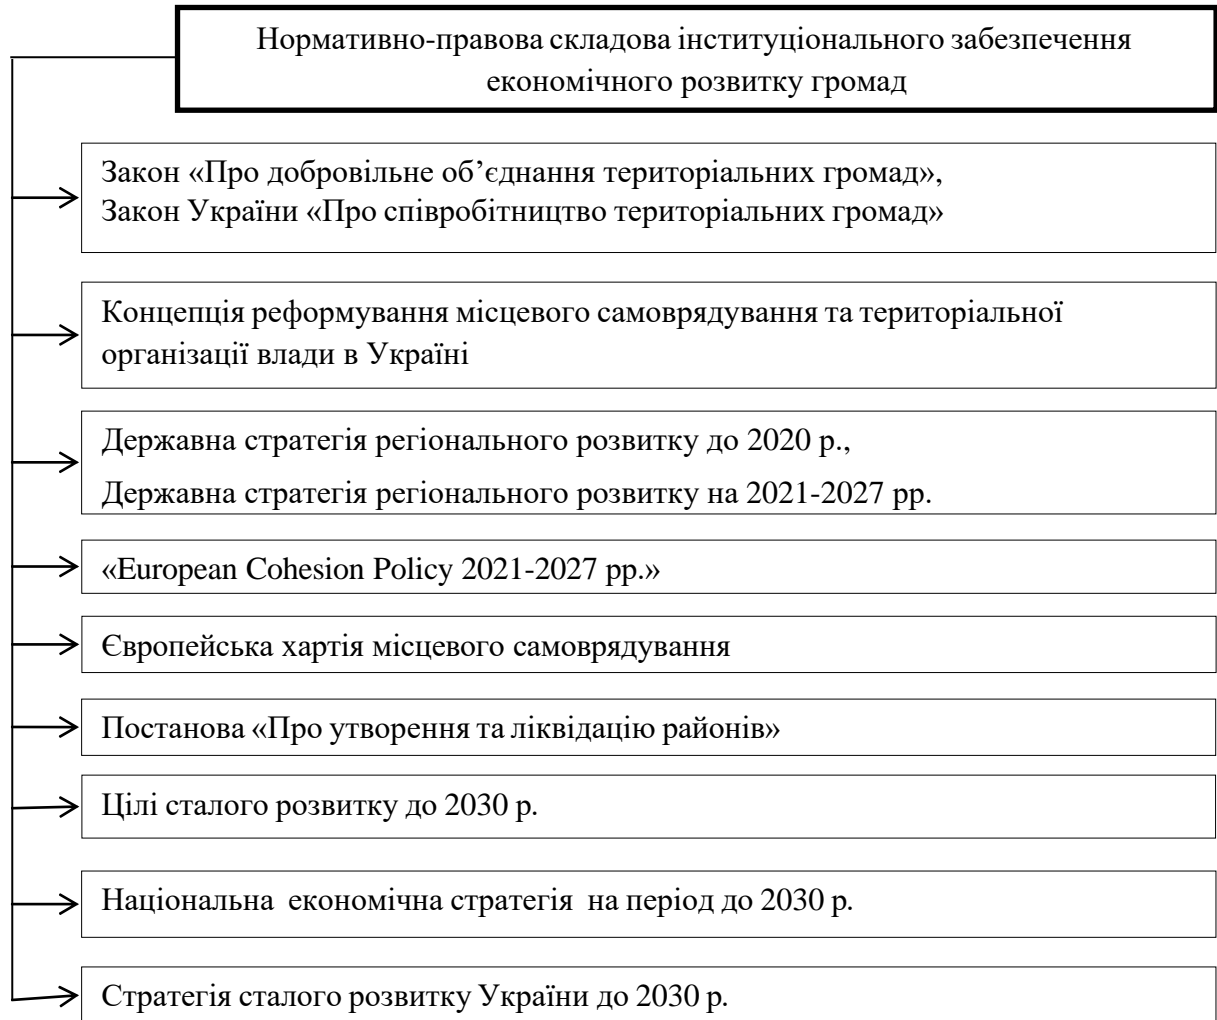 Нормативно-правова складова інституціонального забезпечення
економічного розвитку громад
Закон «Про добровільне об’єднання територіальних громад»,
Закон України «Про співробітництво територіальних громад»
Концепція реформування місцевого самоврядування та територіальної
організації влади в Україні
Державна стратегія регіонального розвитку до 2020 р.,
Державна стратегія регіонального розвитку на 2021-2027 рр.
«European Cohesion Policy 2021-2027 рр.»
Європейська хартія місцевого самоврядування
Постанова «Про утворення та ліквідацію районів»
Цілі сталого розвитку до 2030 р.
Національна економічна стратегія на період до 2030 р.
Стратегія сталого розвитку України до 2030 р.